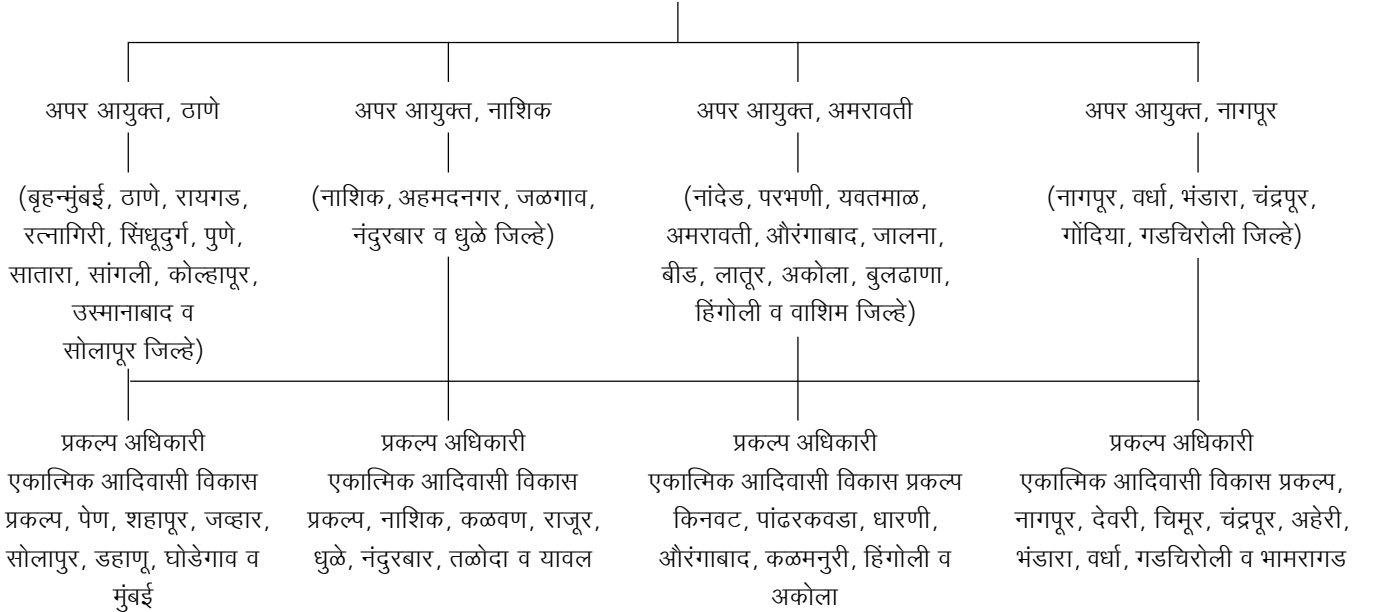 अपर आयुक्त, ठाणे
(बृहन्मुंबई, ठाणे, रायगड,
रत्नागिरी, सिंधूदुर्ग, पुणे,
सातारा, सांगली, कोल्हापूर,
उस्मानाबाद व
सोलापूर जिल्हे)
प्रकल्प अधिकारी
एकात्मिक आदिवासी विकास
प्रकल्प, पेण, शहापूर, जव्हार,
सोलापुर, डहाणू, घोडेगाव व
मुंबई
अपर आयुक्त, नाशिक
(नाशिक, अहमदनगर, जळगाव,
नंदुरबार व धुळे जिल्हे)
प्रकल्प अधिकारी
एकात्मिक आदिवासी विकास
प्रकल्प, नाशिक, कळवण, राजूर,
धुळे, नंदुरबार, तळोदा व यावल
अपर आयुक्त, अमरावती
(नांदेड, परभणी, यवतमाळ,
अमरावती, औरंगाबाद, जालना,
बीड, लातूर, अकोला, बुलढाणा,
हिंगोली व वाशिम जिल्हे)
प्रकल्प अधिकारी
एकात्मिक आदिवासी विकास प्रकल्प
किनवट, पांढरकवडा, धारणी,
औरंगाबाद, कळमनुरी, हिंगोली व
अकोला
अपर आयुक्त, नागपूर
(नागपूर, वर्धा, भंडारा, चंद्रपूर,
गोंदिया, गडचिरोली जिल्हे)
प्रकल्प अधिकारी
एकात्मिक आदिवासी विकास प्रकल्प,
नागपूर, देवरी, चिमूर, चंद्रपूर, अहेरी,
भंडारा, वर्धा, गडचिरोली व भामरागड